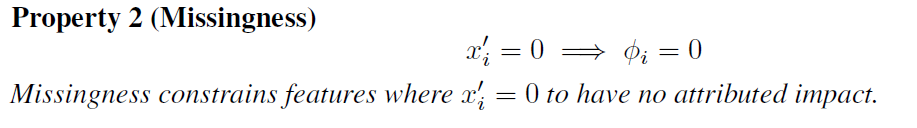 Property 2 (Missingness)
x′ᵢ = 0 ⟹ ϕᵢ = 0
Missingness constrains features where x′ᵢ = 0 to have no attributed impact.